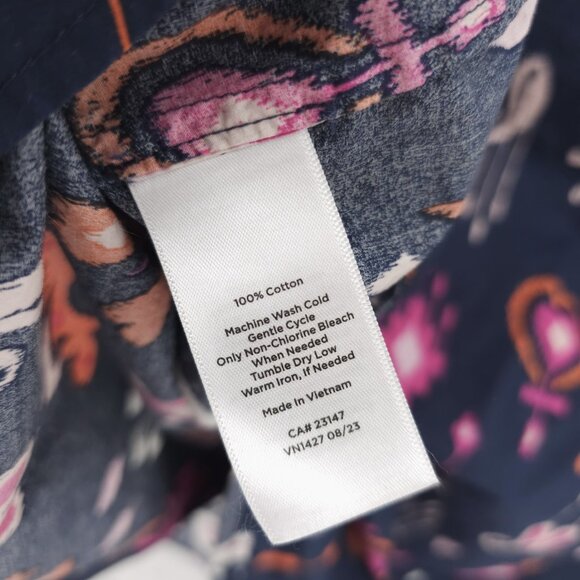 100% Cotton
Machine Wash Cold
Gentle Cycle
Only Non-Chlorine Bleach
When Needed
Tumble Dry Low
Warm Iron, If Needed
Made in Vietnam
CA# 23147
VN1427 08/23